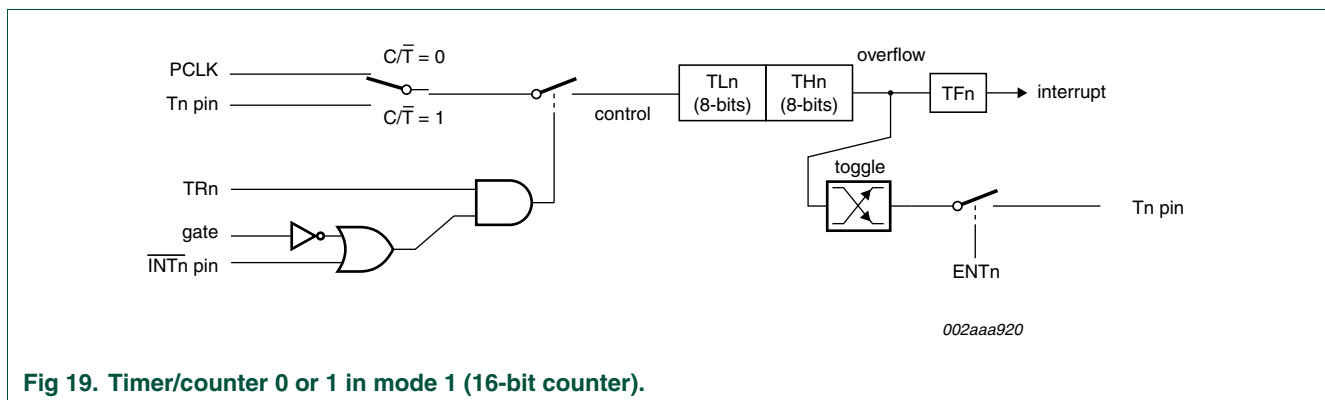 C/T̅ = 0
PCLK
Tn pin
C/T̅ = 1
control
TLn
(8-bits)
THn
(8-bits)
overflow
TFn
interrupt
toggle
Tn pin
ENTn
TRn
gate
I̅N̅T̅n̅ pin
002aaa920
Fig 19. Timer/counter 0 or 1 in mode 1 (16-bit counter).